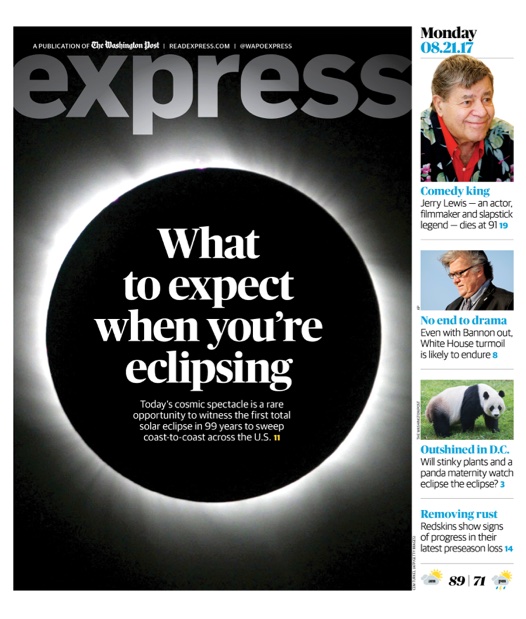 A PUBLICATION OF The Washington Post | READEXPRESS.COM | @WAPOEXPRESS
express
What
to expect
when you're
eclipsing
Today's cosmic spectacle is a rare
opportunity to witness the first total
solar eclipse in 99 years to sweep
coast-to-coast across the U.S. 11
Monday
08.21.17
Comedy king
Jerry Lewis — an actor,
filmmaker and slapstick
legend — dies at 91 19
AP
No end to drama
Even with Bannon out,
White House turmoil
is likely to endure 8
Outshined in D.C.
Will stinky plants and a
panda maternity watch
eclipse the eclipse? 3
Removing rust
Redskins show signs
of progress in their
latest preseason loss 14
am 89 | 71 pm